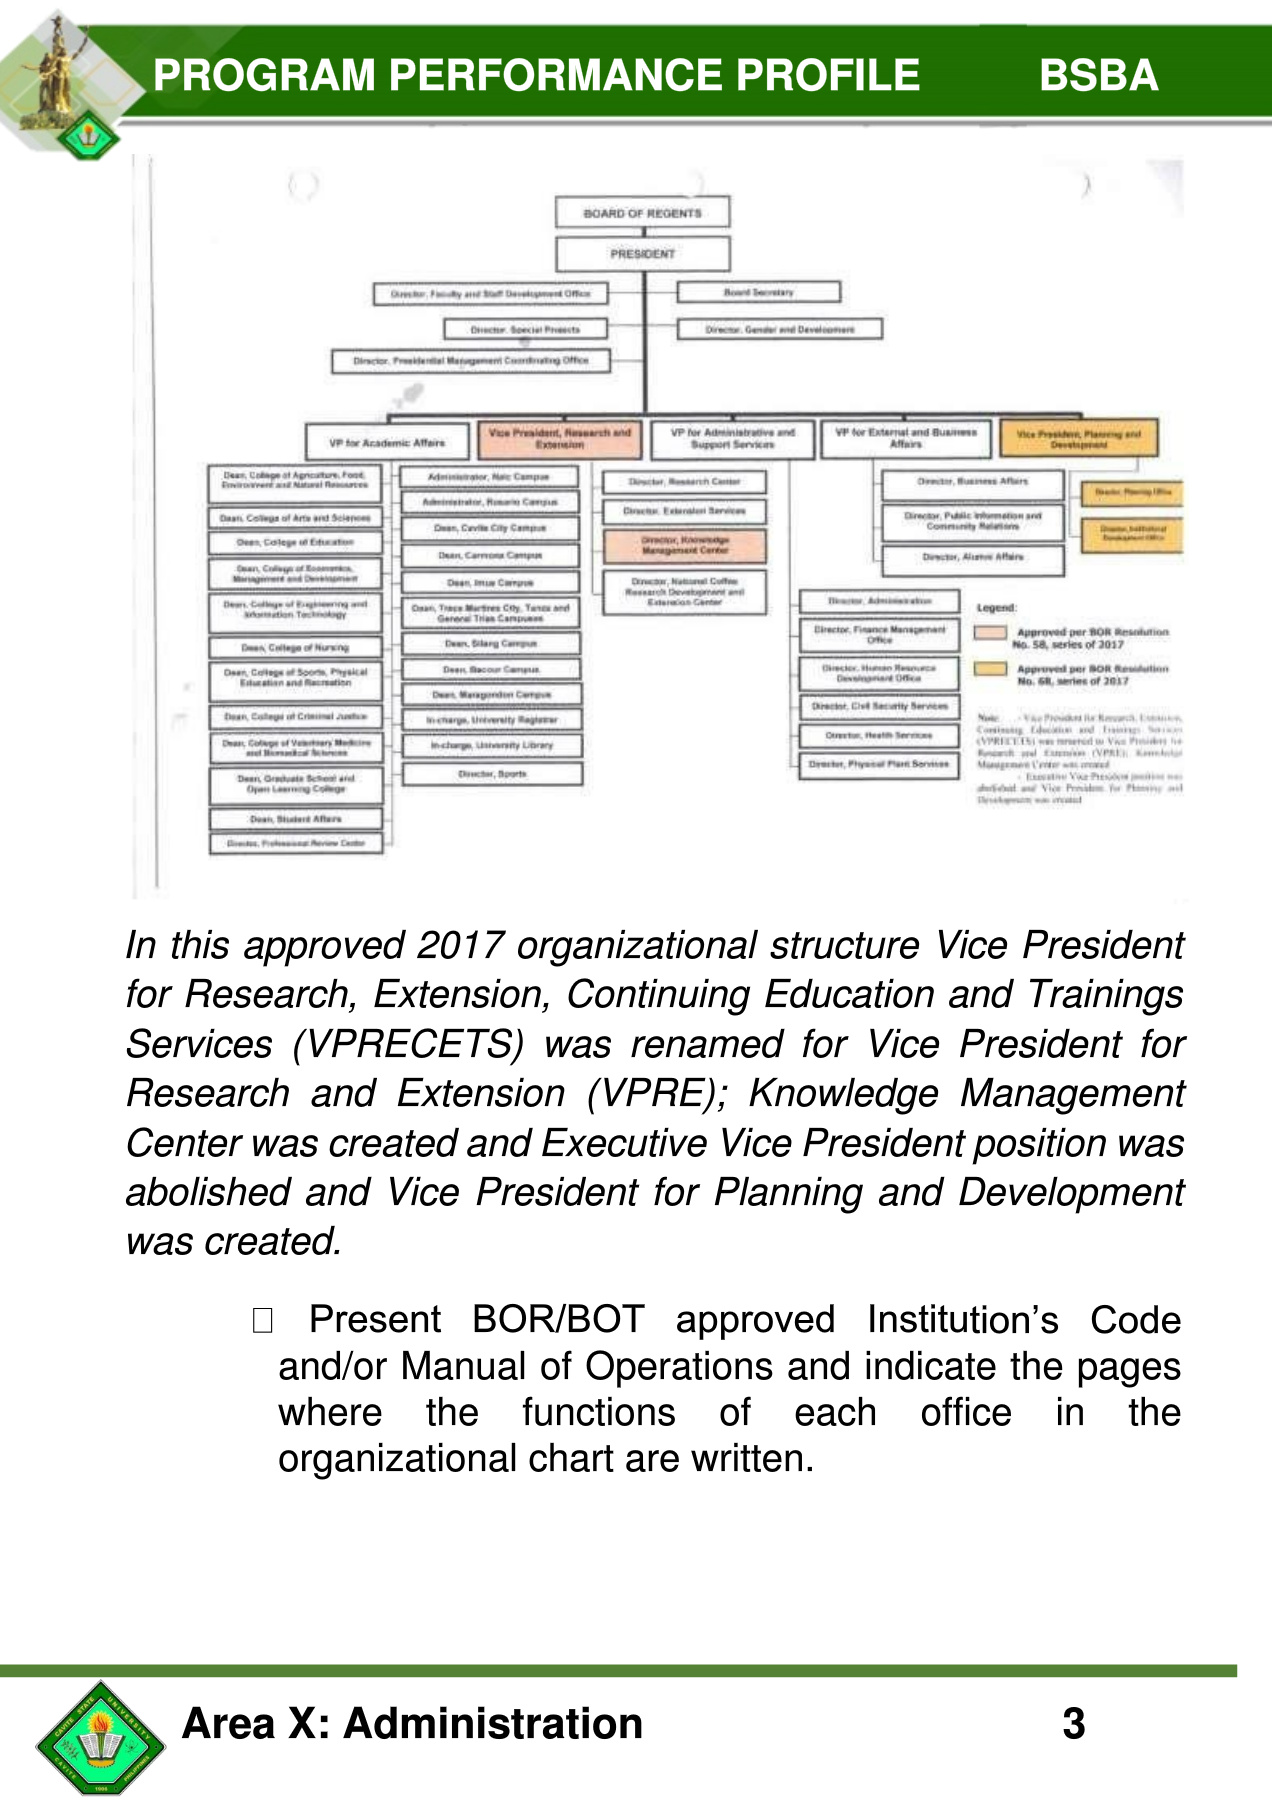 PROGRAM PERFORMANCE PROFILE BSBA
BOARD OF REGENTS
PRESIDENT
Director, Faculty and Staff Development Office
Board Secretary
Director, Special Projects
Director, Gender and Development
Director, Presidential Management Coordinating Office
VP for Academic Affairs
Vice President, Research and
Extension
VP for Administrative and
Support Services
VP for External and Business
Affairs
Vice President, Planning and
Development
Dean, College of Agriculture, Food,
Environment and Natural Resources
Dean, College of Arts and Sciences
Dean, College of Education
Dean, College of Economics,
Management and Development
Dean, College of Engineering and
Information Technology
Dean, College of Nursing
Dean, College of Sports, Physical
Education and Recreation
Dean, College of Criminal Justice
Dean, College of Veterinary Medicine
and Biomedical Sciences
Dean, Graduate School and
Open Learning College
Dean, Student Affairs
Director, Professional Review Center
Administrator, Naic Campus
Administrator, Rosario Campus
Dean, Cavite City Campus
Dean, Carmona Campus
Dean, Imus Campus
Dean, Trece Martires City, Tanza and
General Trias Campuses
Dean, Silang Campus
Dean, Bacoor Campus
Dean, Maragondon Campus
In-charge, University Registrar
In-charge, University Library
Director, Sports
Director, Research Center
Director, Extension Services
Director, Knowledge
Management Center
Director, National Coffee
Research Development and
Extension Center
Director, Administration
Director, Finance Management
Office
Director, Human Resource
Development Office
Director, Civil Security Services
Director, Health Services
Director, Physical Plant Services
Director, Business Affairs
Director, Public Information and
Community Relations
Director, Alumni Affairs
Director, Planning Office
Director, Institutional
Development Office
Legend:
Approved per BOR Resolution
No. 58, series of 2017
Approved per BOR Resolution
No. 68, series of 2017
Note: - Vice President for Research, Extension,
Continuing Education and Trainings Services
(VPRECETS) was renamed to Vice President for
Research and Extension (VPRE); Knowledge
Management Center was created
- Executive Vice President position was
abolished and Vice President for Planning and
Development was created
In this approved 2017 organizational structure Vice President
for Research, Extension, Continuing Education and Trainings
Services (VPRECETS) was renamed for Vice President for
Research and Extension (VPRE); Knowledge Management
Center was created and Executive Vice President position was
abolished and Vice President for Planning and Development
was created.
Present BOR/BOT approved Institution’s Code
and/or Manual of Operations and indicate the pages
where the functions of each office in the
organizational chart are written.
CAVITE STATE UNIVERSITY
CAVITE 1906 PHILIPPINES
Area X: Administration 3